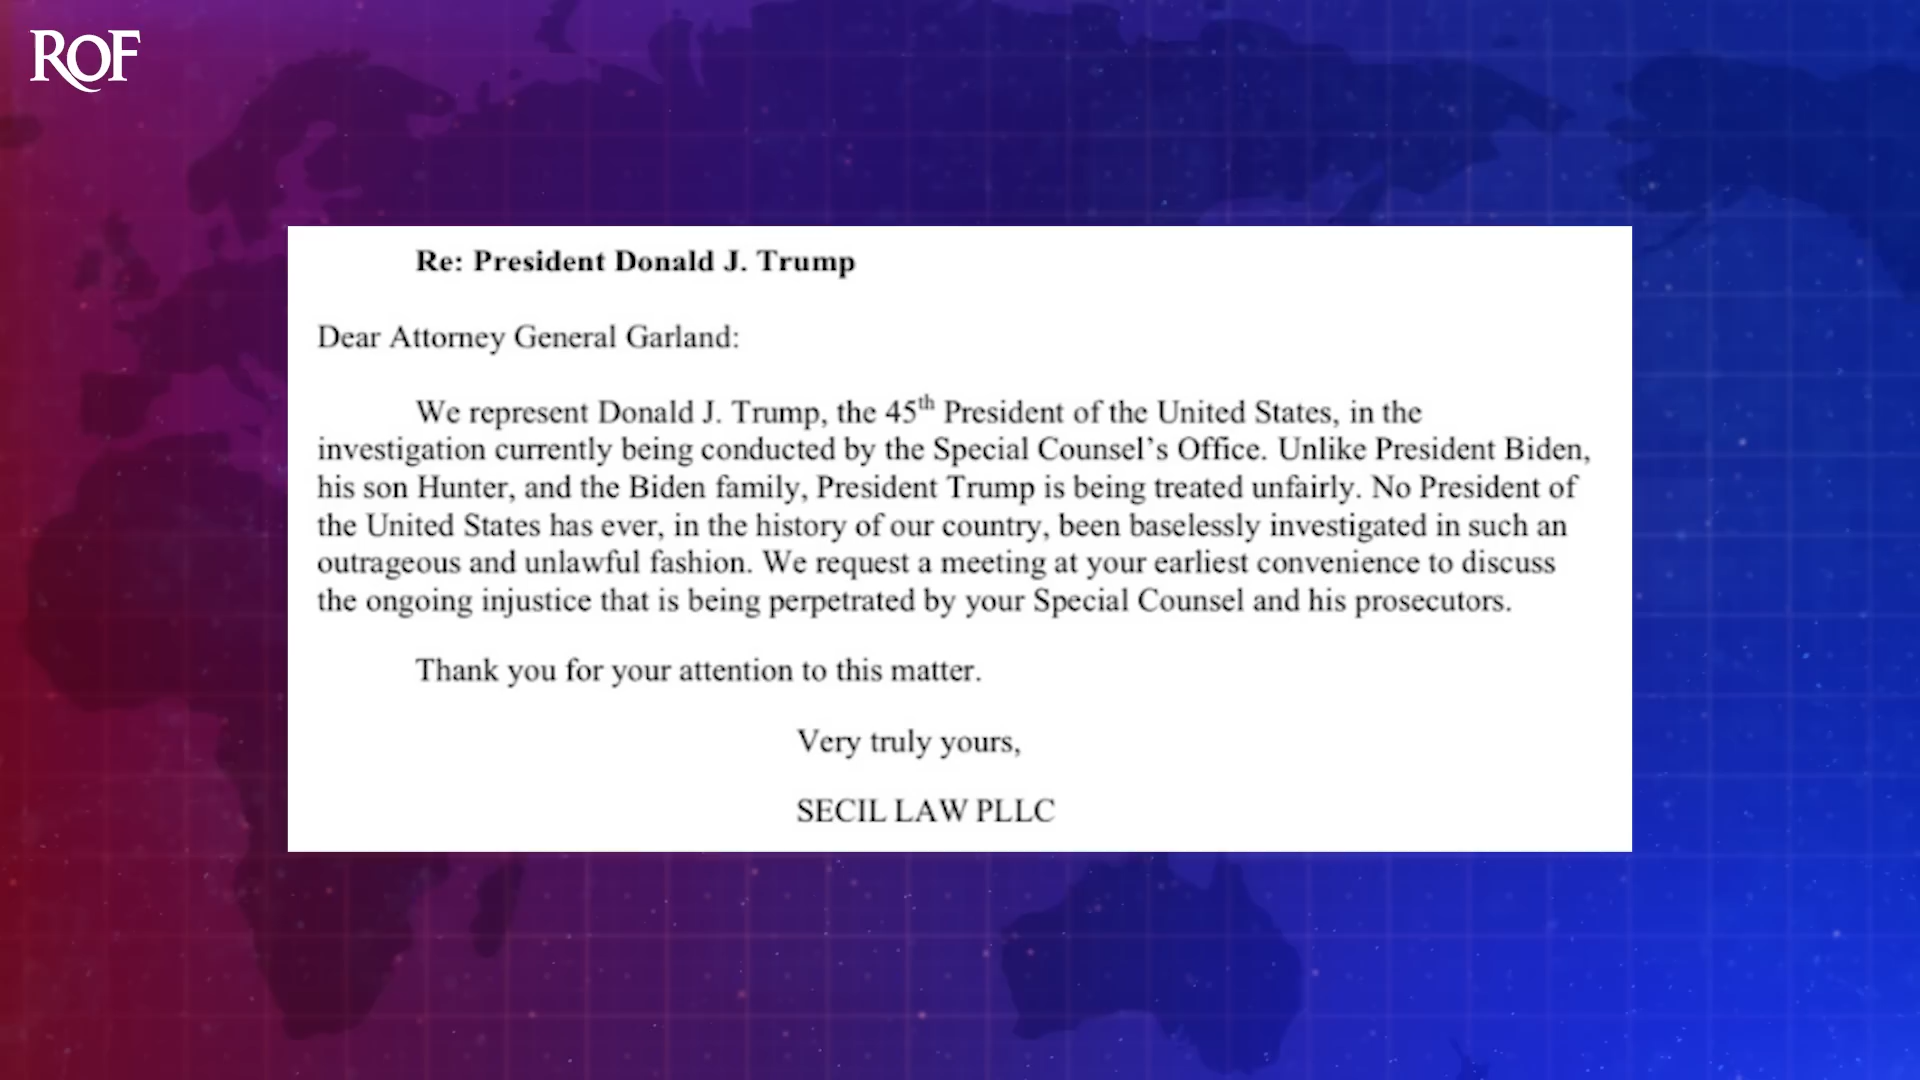 ROF
Re: President Donald J. Trump
Dear Attorney General Garland:
We represent Donald J. Trump, the 45th President of the United States, in the
investigation currently being conducted by the Special Counsel’s Office. Unlike President Biden,
his son Hunter, and the Biden family, President Trump is being treated unfairly. No President of
the United States has ever, in the history of our country, been baselessly investigated in such an
outrageous and unlawful fashion. We request a meeting at your earliest convenience to discuss
the ongoing injustice that is being perpetrated by your Special Counsel and his prosecutors.
Thank you for your attention to this matter.
Very truly yours,
SECIL LAW PLLC